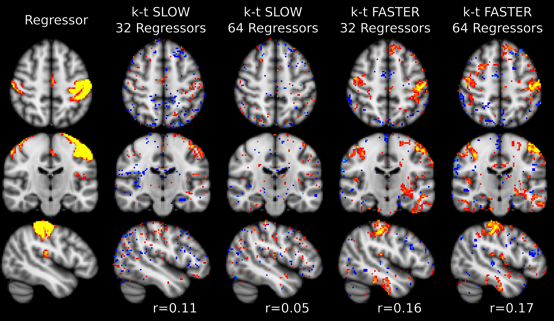 Regressor
k-t SLOW
32 Regressors
k-t SLOW
64 Regressors
k-t FASTER
32 Regressors
k-t FASTER
64 Regressors
r=0.11
r=0.05
r=0.16
r=0.17